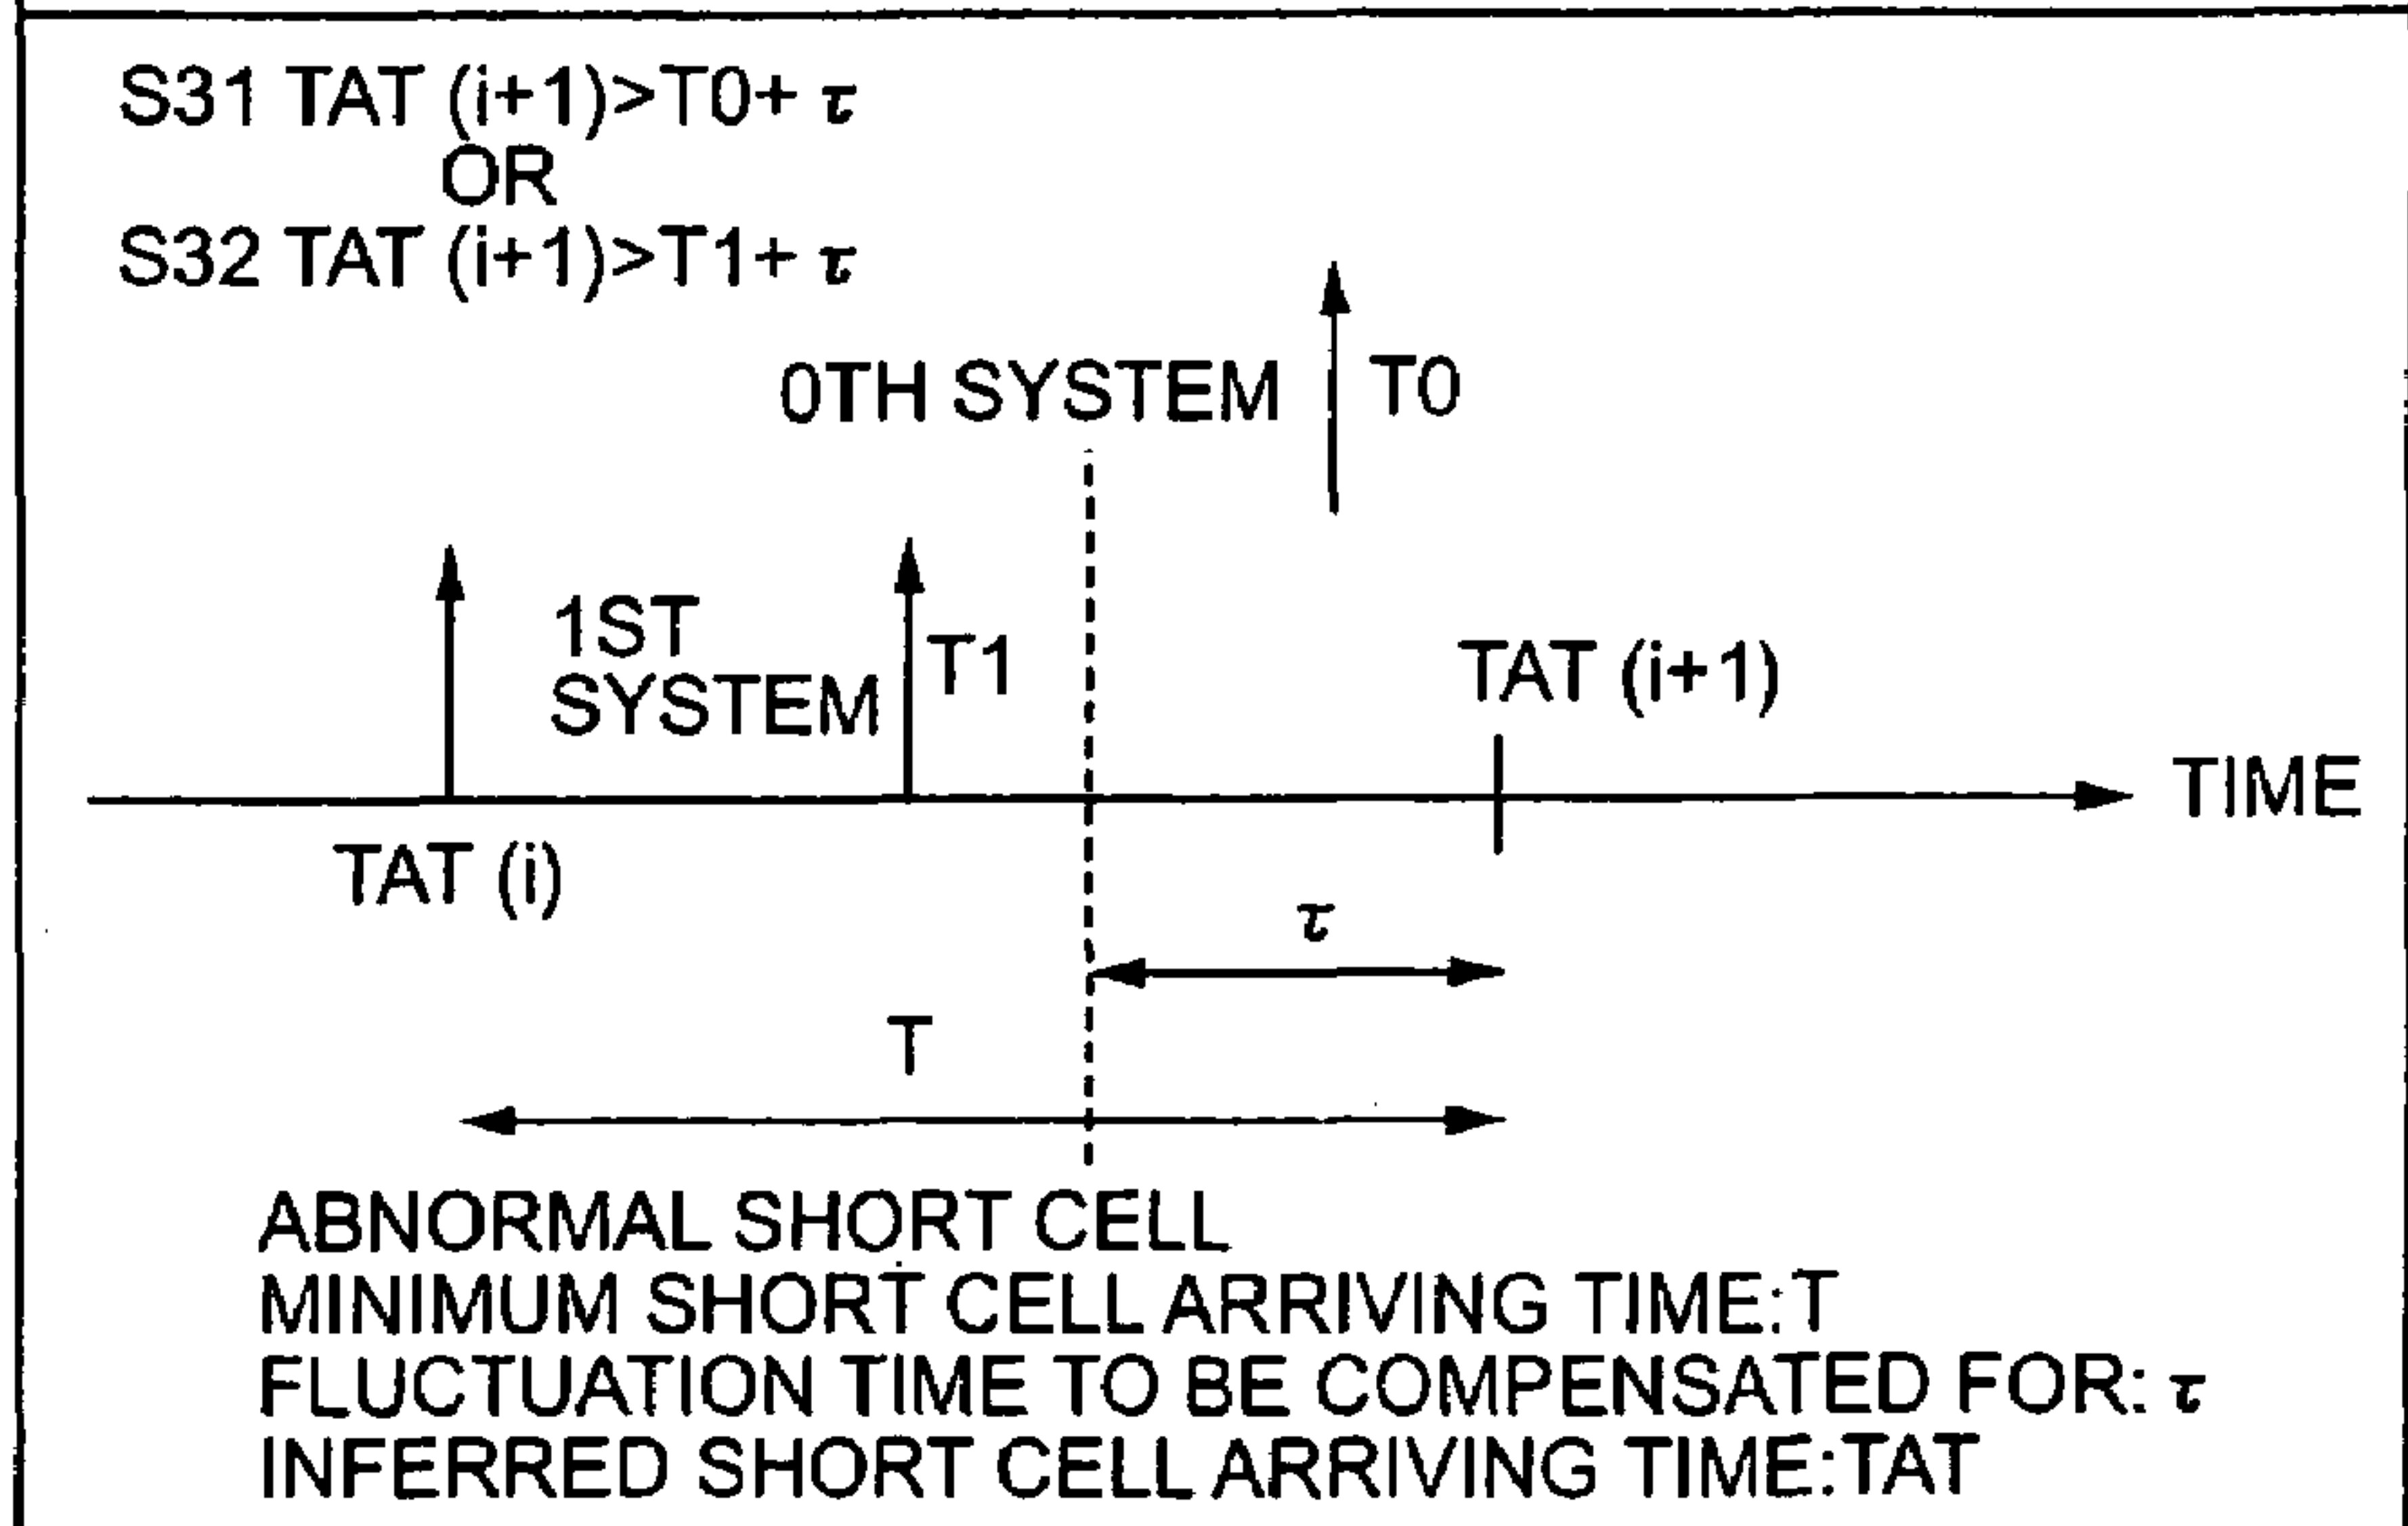 S31 TAT (i+1)>T0+ τ
OR
S32 TAT (i+1)>T1+ τ
0TH SYSTEM
T0
1ST
SYSTEM
T1
TAT (i+1)
TIME
TAT (i)
τ
T
ABNORMAL SHORT CELL
MINIMUM SHORT CELL ARRIVING TIME:T
FLUCTUATION TIME TO BE COMPENSATED FOR: τ
INFERRED SHORT CELL ARRIVING TIME:TAT